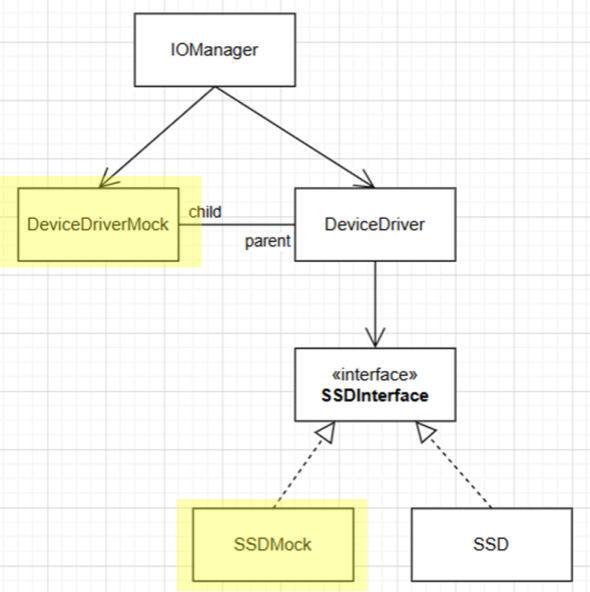 IOManager
DeviceDriverMock
child
parent
DeviceDriver
«interface»
SSDInterface
SSDMock
SSD